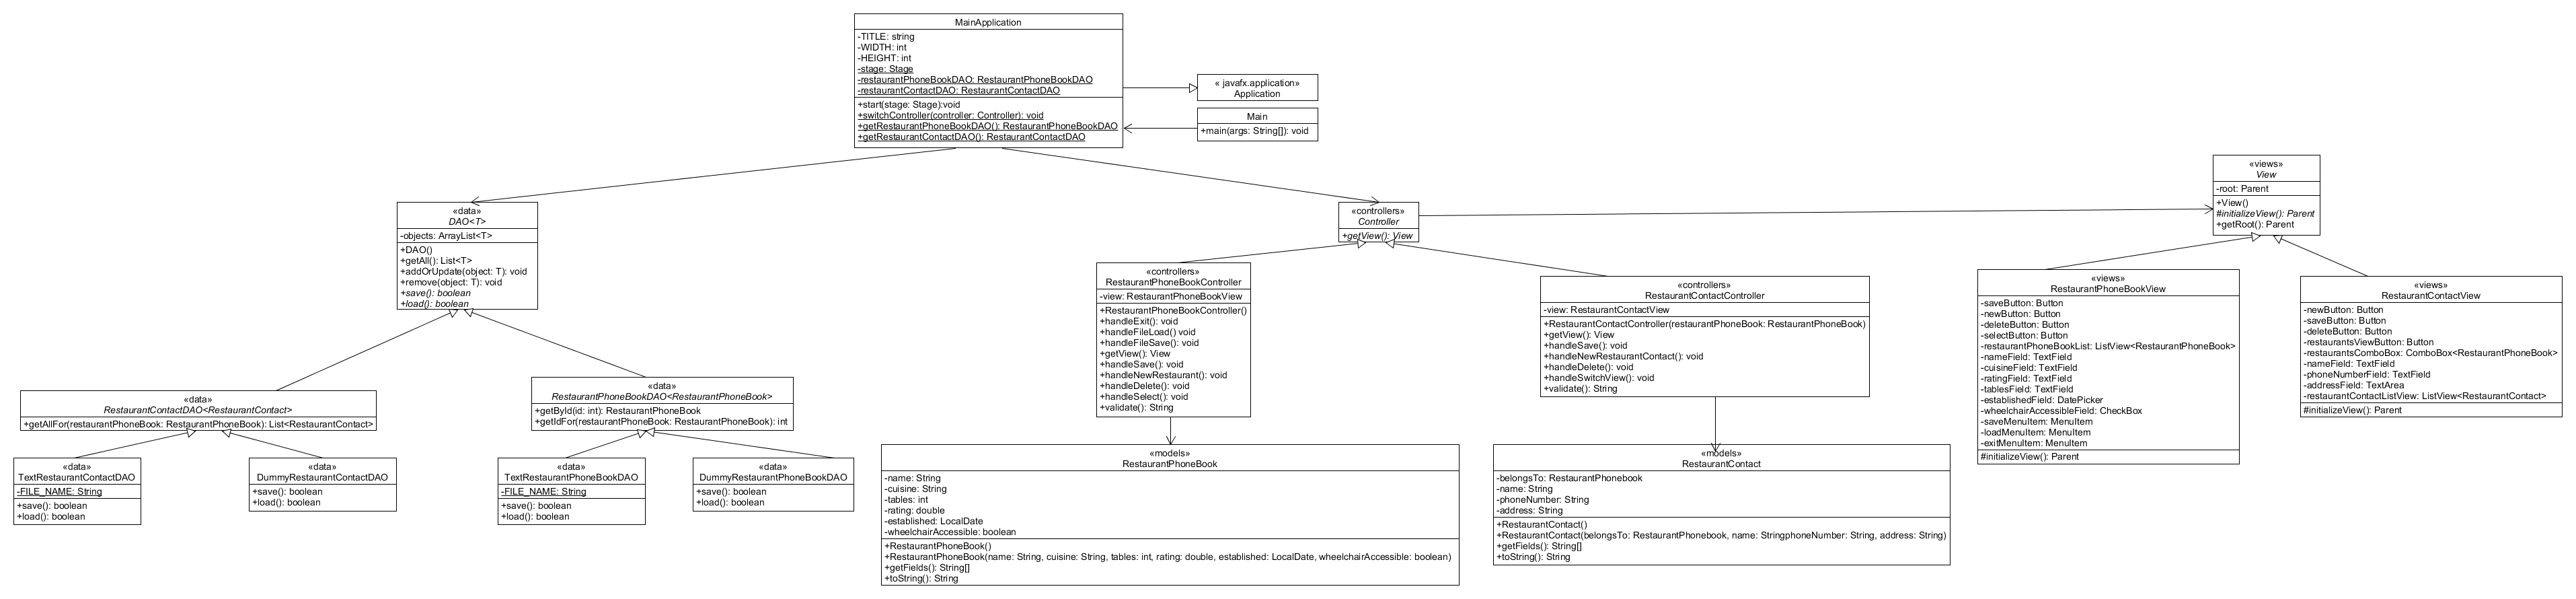 MainApplication
-TITLE: string
-WIDTH: int
-HEIGHT: int
-stage: Stage
-restaurantPhoneBookDAO: RestaurantPhoneBookDAO
-restaurantContactDAO: RestaurantContactDAO
+start(stage: Stage):void
+switchController(controller: Controller): void
+getRestaurantPhoneBookDAO(): RestaurantPhoneBookDAO
+getRestaurantContactDAO(): RestaurantContactDAO
« javafx.application»
Application
Main
+main(args: String[]): void
«data»
DAO<T>
-objects: ArrayList<T>
+DAO()
+getAll(): List<T>
+addOrUpdate(object: T): void
+remove(object: T): void
+save(): boolean
+load(): boolean
«controllers»
Controller
+getView(): View
«views»
View
-root: Parent
+View()
#initializeView(): Parent
+getRoot(): Parent
«controllers»
RestaurantPhoneBookController
-view: RestaurantPhoneBookView
+RestaurantPhoneBookController()
+handleExit(): void
+handleFileLoad() void
+handleFileSave(): void
+getView(): View
+handleSave(): void
+handleNewRestaurant(): void
+handleDelete(): void
+handleSelect(): void
+validate(): String
«controllers»
RestaurantContactController
-view: RestaurantContactView
+RestaurantContactController(restaurantPhoneBook: RestaurantPhoneBook)
+getView(): View
+handleSave(): void
+handleNewRestaurantContact(): void
+handleDelete(): void
+handleSwitchView(): void
+validate(): String
«views»
RestaurantPhoneBookView
-saveButton: Button
-newButton: Button
-deleteButton: Button
-selectButton: Button
-restaurantPhoneBookList: ListView<RestaurantPhoneBook>
-nameField: TextField
-cuisineField: TextField
-ratingField: TextField
-tablesField: TextField
-establishedField: DatePicker
-wheelchairAccessibleField: CheckBox
-saveMenuItem: MenuItem
-loadMenuItem: MenuItem
-exitMenuItem: MenuItem
#initializeView(): Parent
«views»
RestaurantContactView
-newButton: Button
-saveButton: Button
-deleteButton: Button
-restaurantsViewButton: Button
-restaurantsComboBox: ComboBox<RestaurantPhoneBook>
-nameField: TextField
-phoneNumberField: TextField
-addressField: TextArea
-restaurantContactListView: ListView<RestaurantContact>
#initializeView(): Parent
«data»
RestaurantContactDAO<RestaurantContact>
+getAllFor(restaurantPhoneBook: RestaurantPhoneBook): List<RestaurantContact>
«data»
RestaurantPhoneBookDAO<RestaurantPhoneBook>
+getById(id: int): RestaurantPhoneBook
+getIdFor(restaurantPhoneBook: RestaurantPhoneBook): int
«data»
TextRestaurantContactDAO
-FILE_NAME: String
+save(): boolean
+load(): boolean
«data»
DummyRestaurantContactDAO
+save(): boolean
+load(): boolean
«data»
TextRestaurantPhoneBookDAO
-FILE_NAME: String
+save(): boolean
+load(): boolean
«data»
DummyRestaurantPhoneBookDAO
+save(): boolean
+load(): boolean
«models»
RestaurantPhoneBook
-name: String
-cuisine: String
-tables: int
-rating: double
-established: LocalDate
-wheelchairAccessible: boolean
+RestaurantPhoneBook()
+RestaurantPhoneBook(name: String, cuisine: String, tables: int, rating: double, established: LocalDate, wheelchairAccessible: boolean)
+getFields(): String[]
+toString(): String
«models»
RestaurantContact
-belongsTo: RestaurantPhonebook
-name: String
-phoneNumber: String
-address: String
+RestaurantContact()
+RestaurantContact(belongsTo: RestaurantPhonebook, name: StringphoneNumber: String, address: String)
+getFields(): String[]
+toString(): String